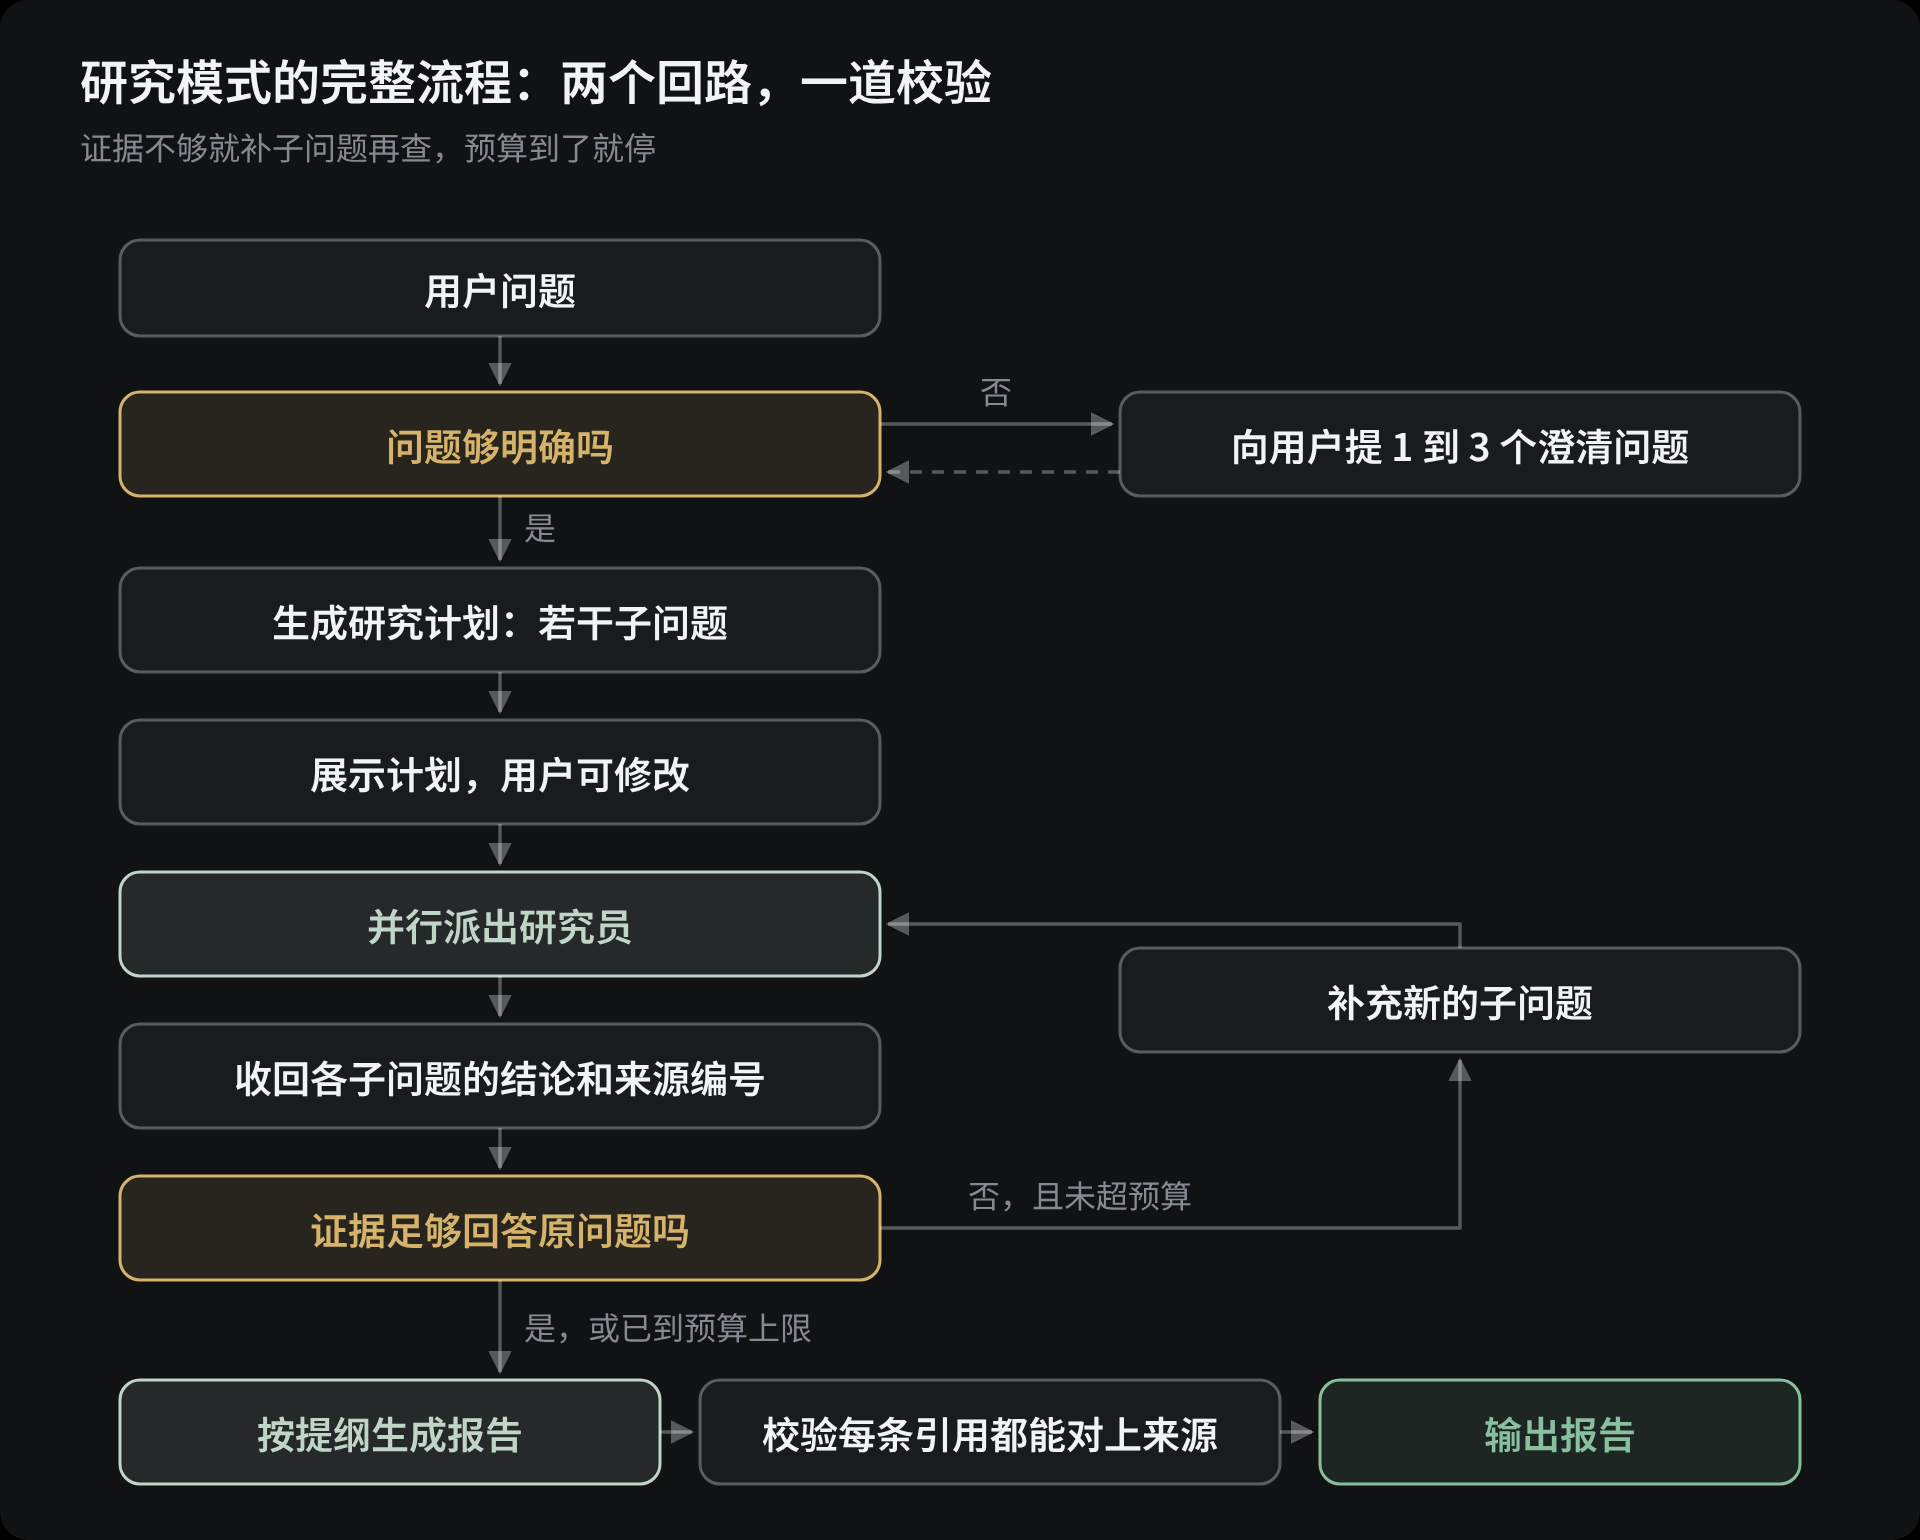 研究模式的完整流程：两个回路，一道校验
证据不够就补子问题再查，预算到了就停
用户问题
否
问题够明确吗
向用户提 1 到 3 个澄清问题
是
生成研究计划：若干子问题
展示计划，用户可修改
并行派出研究员
补充新的子问题
收回各子问题的结论和来源编号
否，且未超预算
证据足够回答原问题吗
是，或已到预算上限
按提纲生成报告
校验每条引用都能对上来源
输出报告